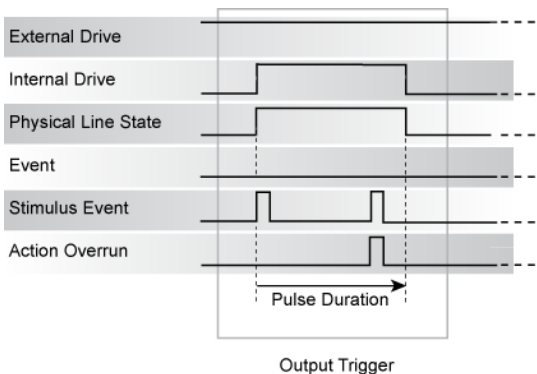 External Drive
Internal Drive
Physical Line State
Event
Stimulus Event
Action Overrun
Pulse Duration
Output Trigger